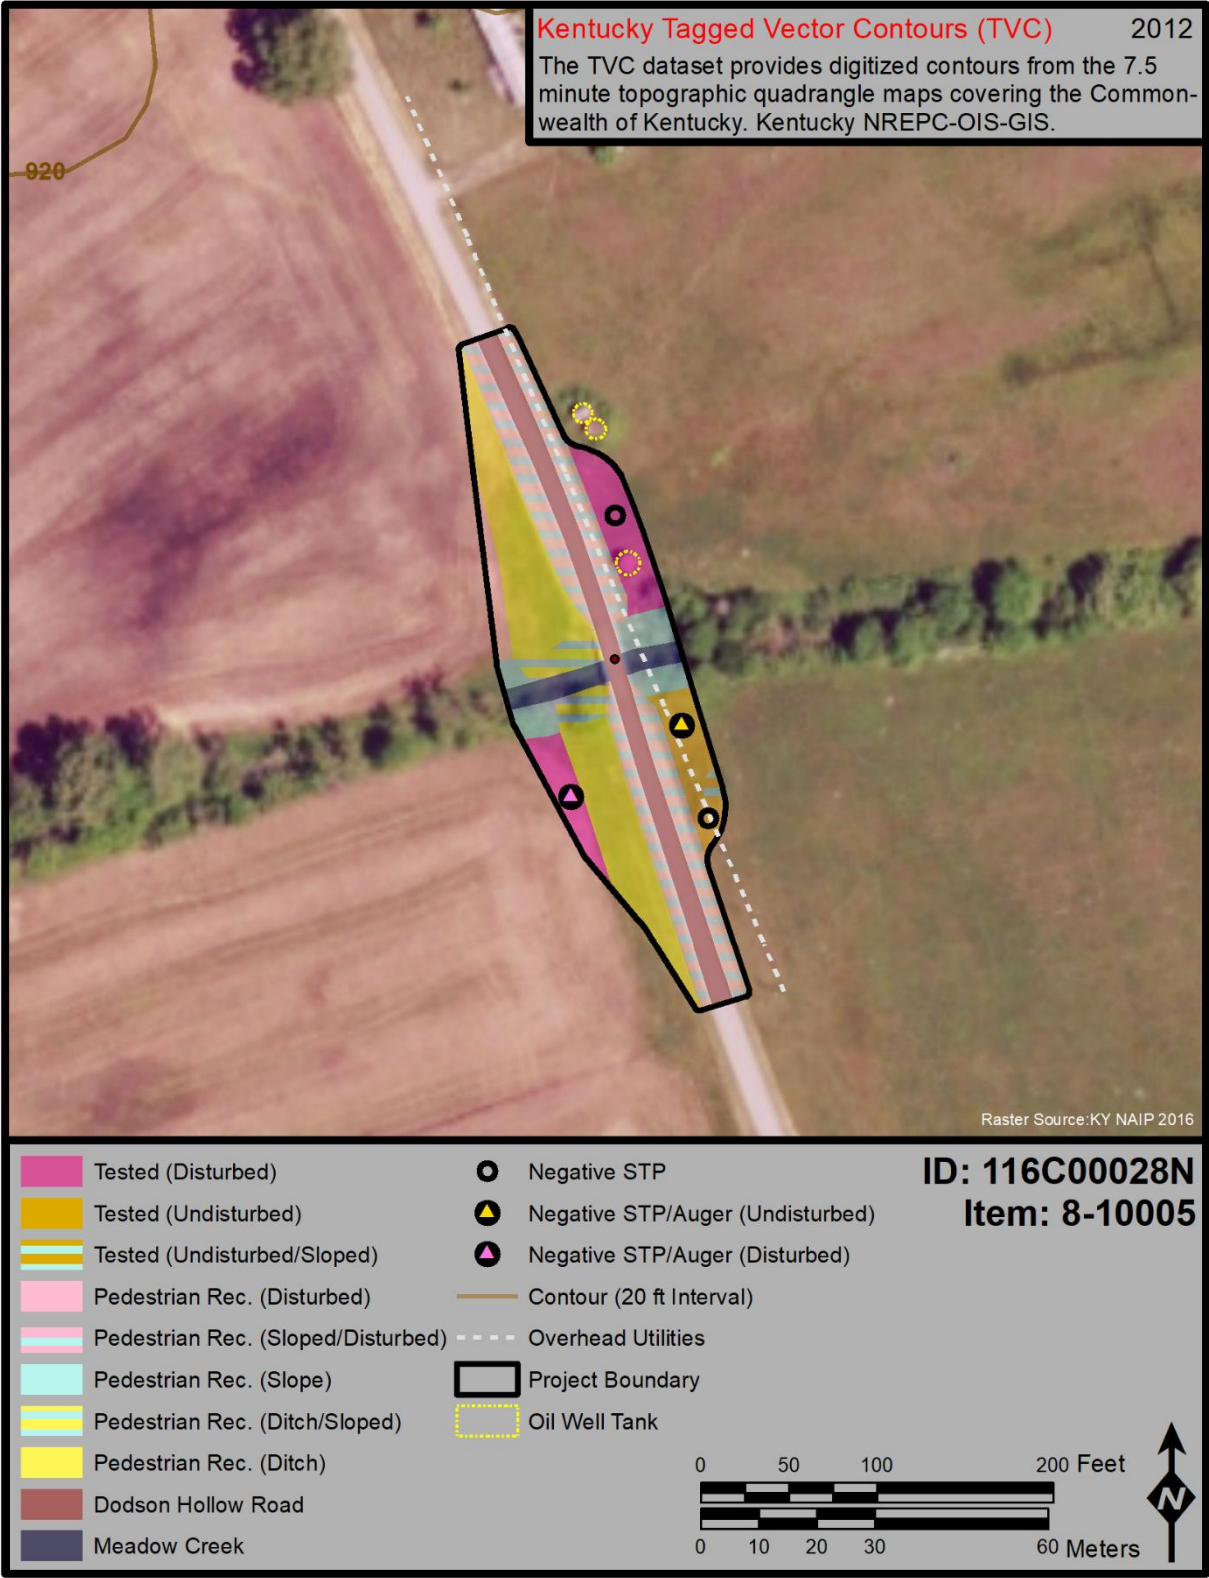 Kentucky Tagged Vector Contours (TVC) 2012
The TVC dataset provides digitized contours from the 7.5
minute topographic quadrangle maps covering the Common-
wealth of Kentucky. Kentucky NREPC-OIS-GIS.
920
Raster Source:KY NAIP 2016
Tested (Disturbed)
Tested (Undisturbed)
Tested (Undisturbed/Sloped)
Pedestrian Rec. (Disturbed)
Pedestrian Rec. (Sloped/Disturbed)
Pedestrian Rec. (Slope)
Pedestrian Rec. (Ditch/Sloped)
Pedestrian Rec. (Ditch)
Dodson Hollow Road
Meadow Creek
Negative STP
Negative STP/Auger (Undisturbed)
Negative STP/Auger (Disturbed)
Contour (20 ft Interval)
Overhead Utilities
Project Boundary
Oil Well Tank
ID: 116C00028N
Item: 8-10005
0 50 100 200 Feet
0 10 20 30 60 Meters
N